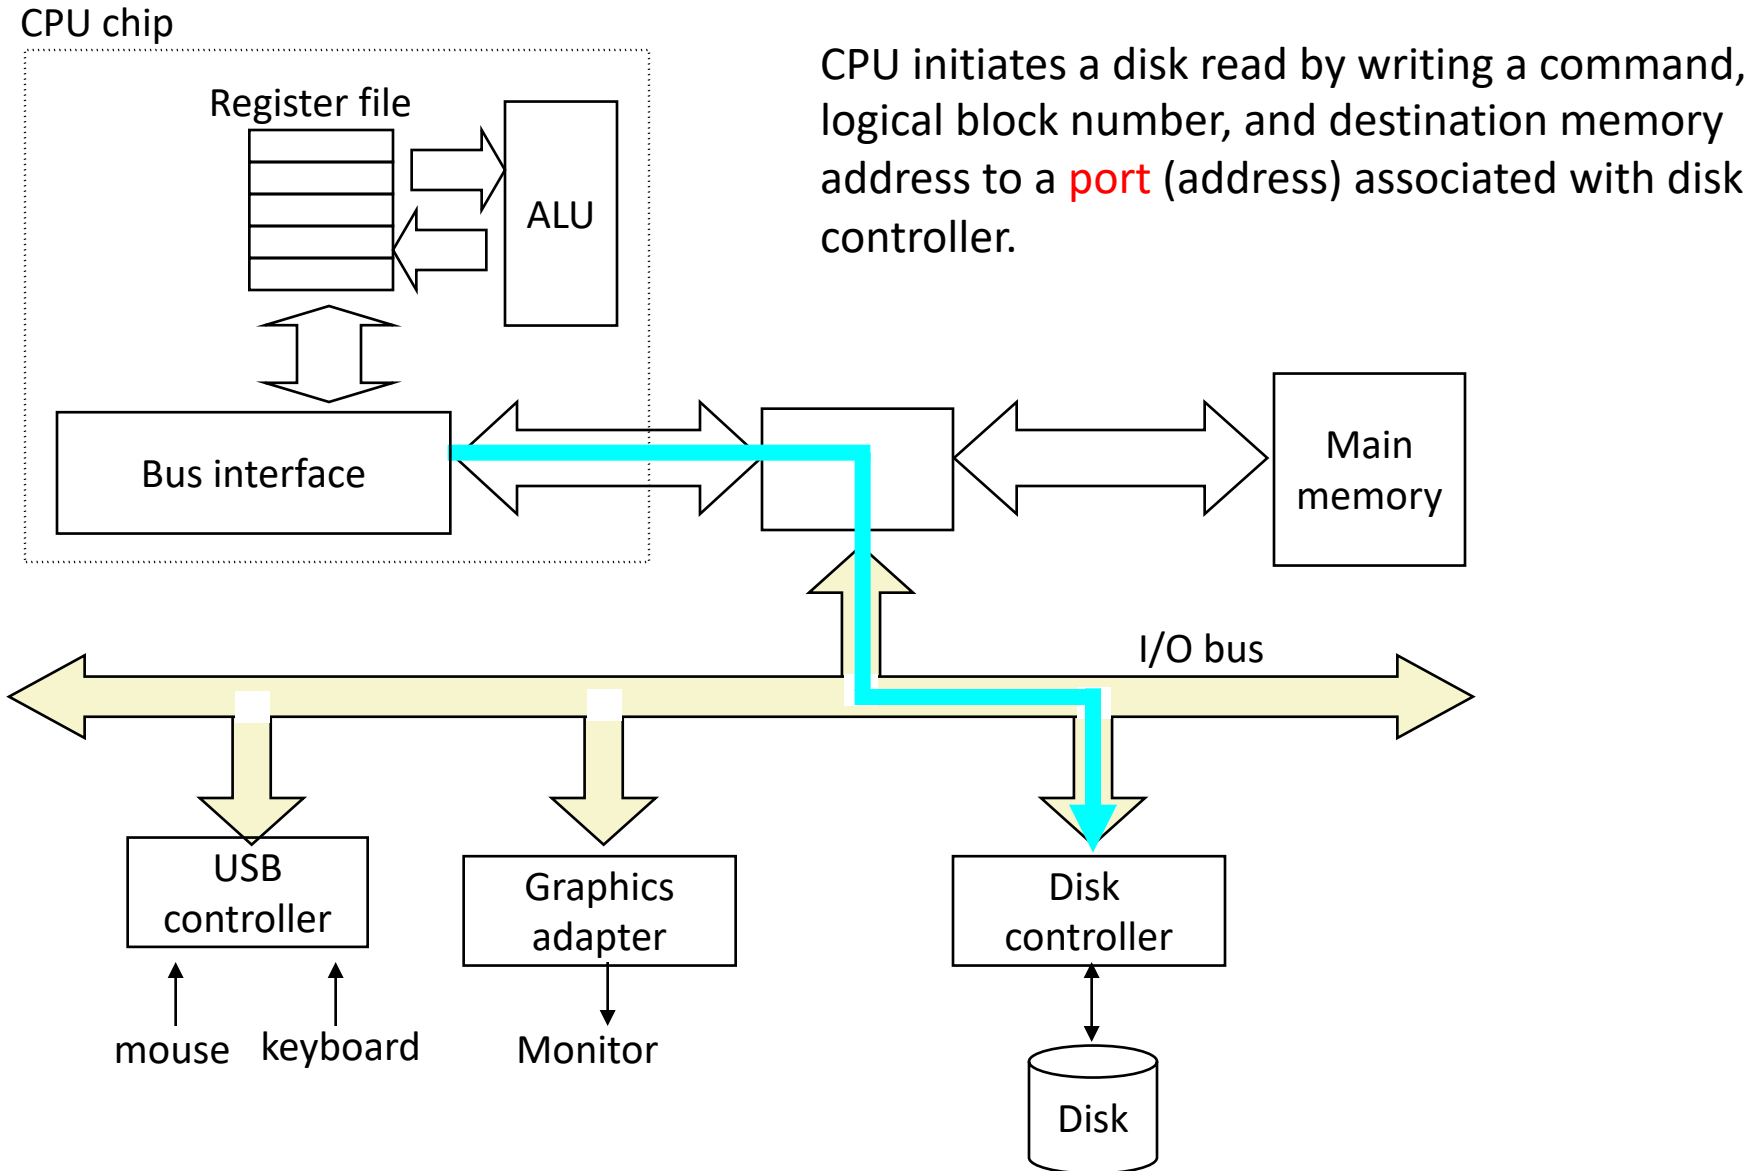 CPU chip
CPU initiates a disk read by writing a command,
logical block number, and destination memory
address to a port (address) associated with disk
controller.
Register file
ALU
Bus interface
Main
memory
I/O bus
USB
controller
Graphics
adapter
Disk
controller
mouse
keyboard
Monitor
Disk